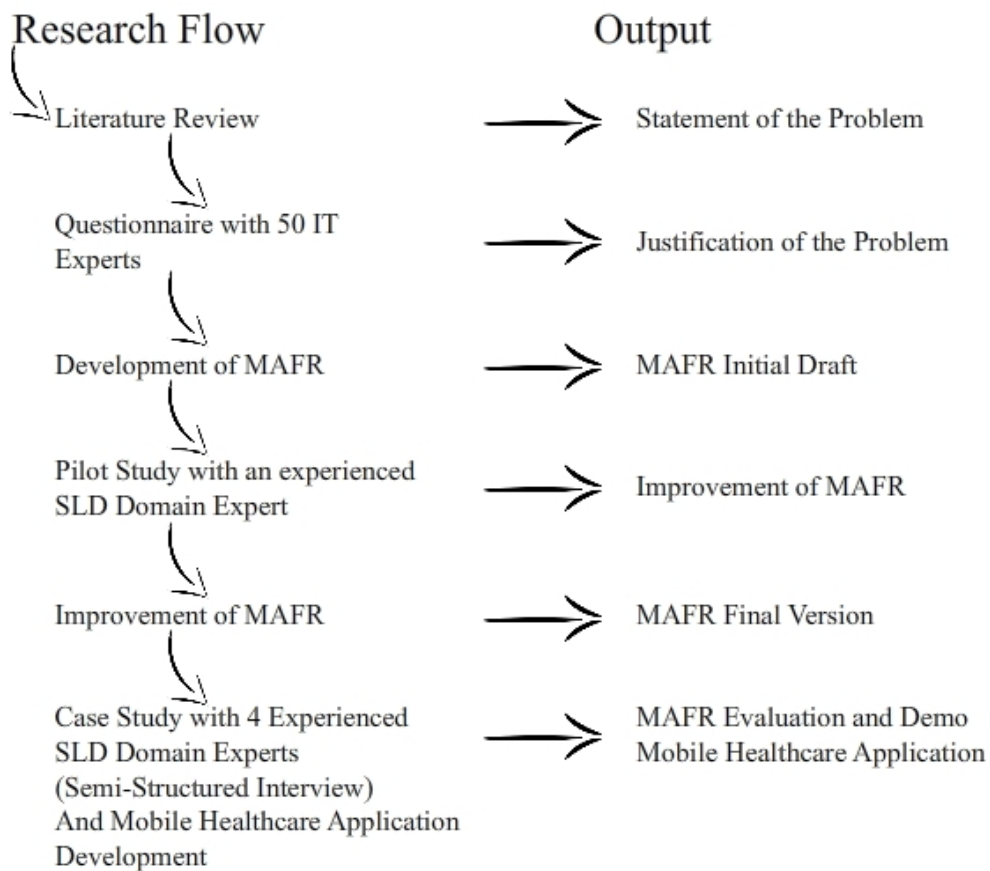 Research Flow
Output
Literature Review
Statement of the Problem
Questionnaire with 50 IT
Experts
Justification of the Problem
Development of MAFR
MAFR Initial Draft
Pilot Study with an experienced
SLD Domain Expert
Improvement of MAFR
Improvement of MAFR
MAFR Final Version
Case Study with 4 Experienced
SLD Domain Experts
(Semi-Structured Interview)
And Mobile Healthcare Application
Development
MAFR Evaluation and Demo
Mobile Healthcare Application